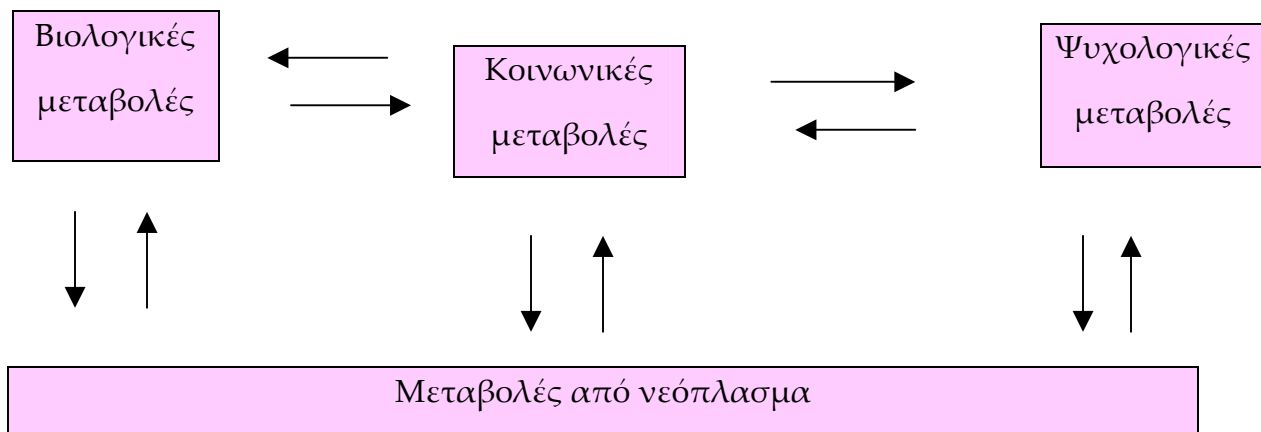 Βιολογικές
μεταβολές
Κοινωνικές
μεταβολές
Ψυχολογικές
μεταβολές
Μεταβολές από νεόπλασμα